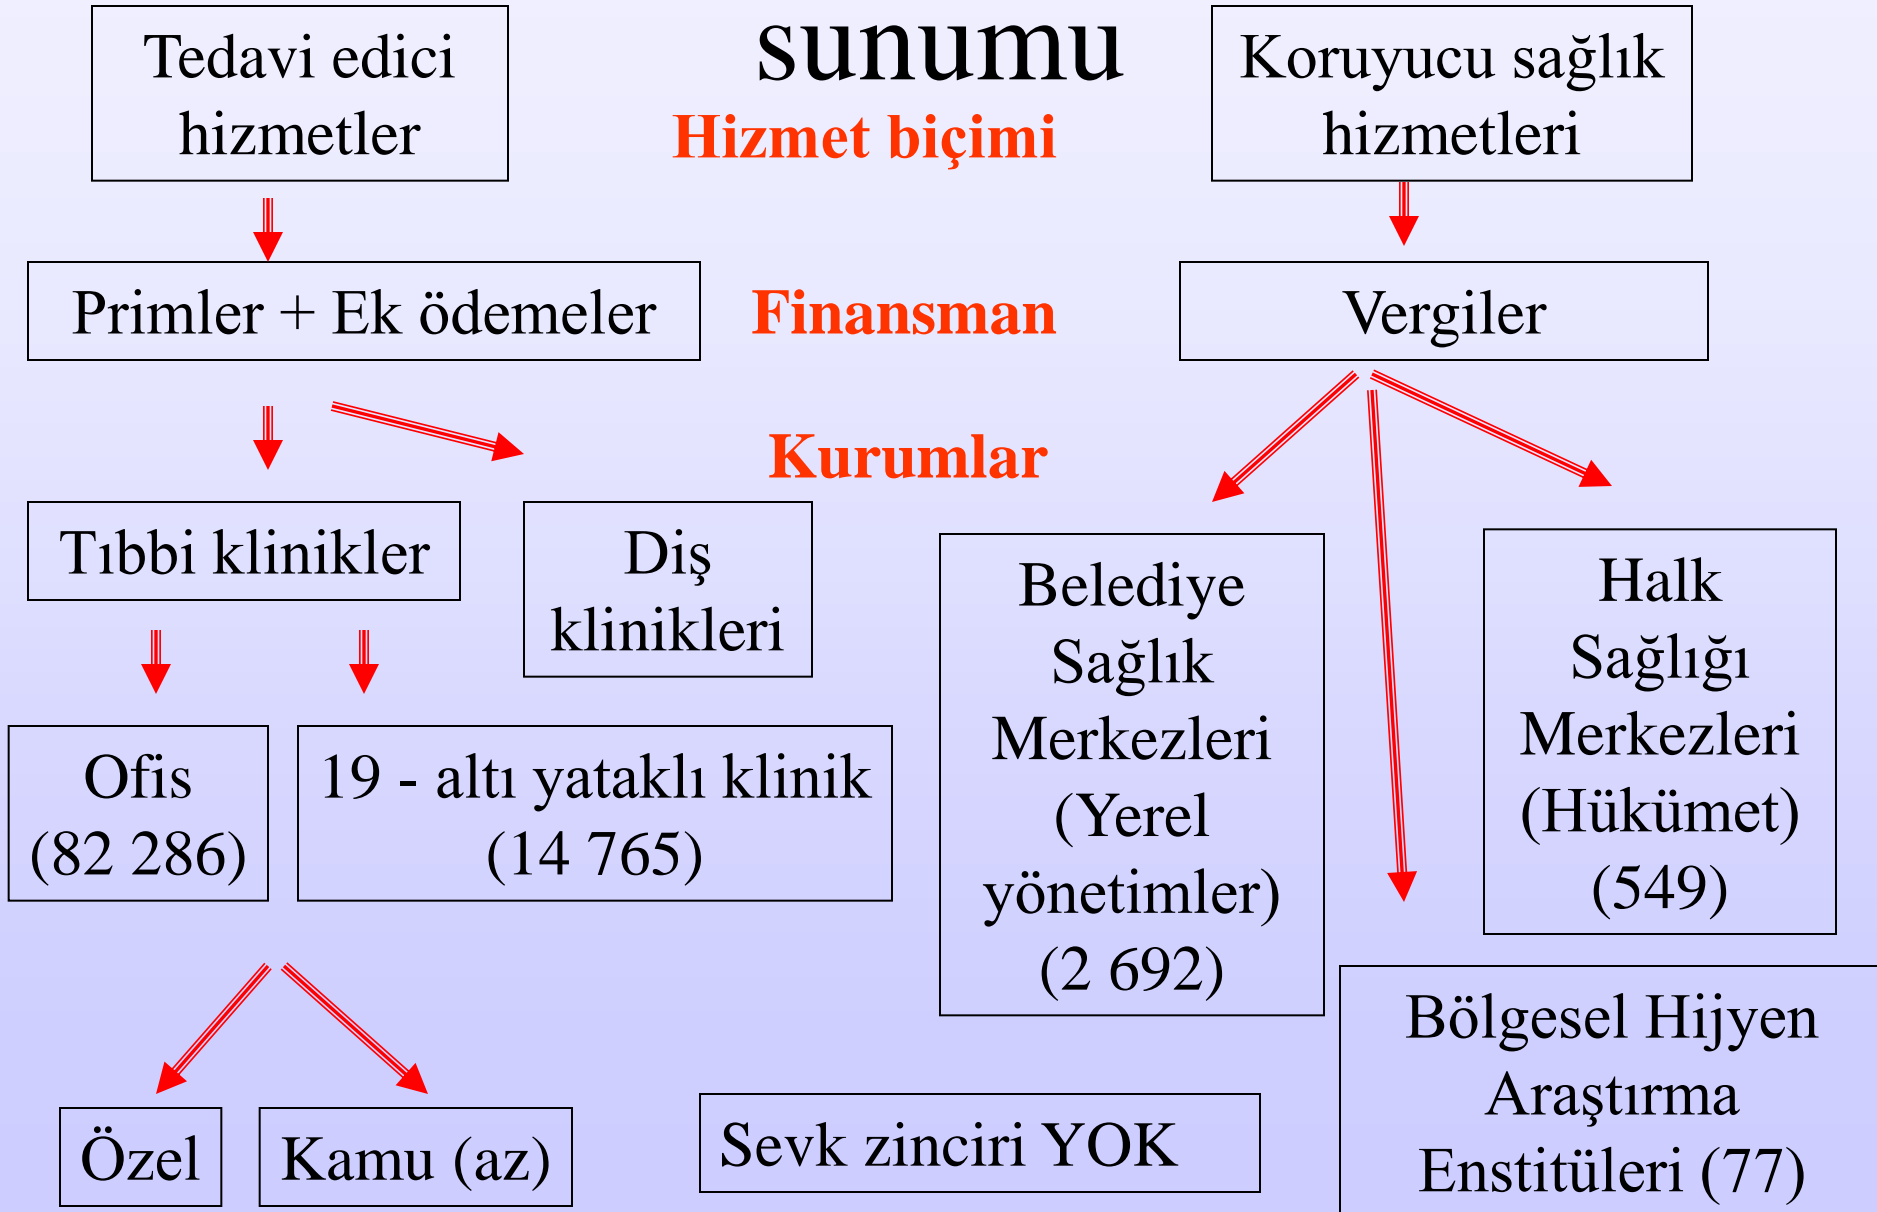 sunumu
Tedavi edici
hizmetler
Hizmet biçimi
Koruyucu sağlık
hizmetleri
Primler + Ek ödemeler
Finansman
Vergiler
Kurumlar
Tıbbi klinikler
Diş
klinikleri
Belediye
Sağlık
Merkezleri
(Yerel
yönetimler)
(2 692)
Halk
Sağlığı
Merkezleri
(Hükümet)
(549)
Ofis
(82 286)
19 - altı yataklı klinik
(14 765)
Bölgesel Hijyen
Araştırma
Enstitüleri (77)
Özel
Kamu (az)
Sevk zinciri YOK